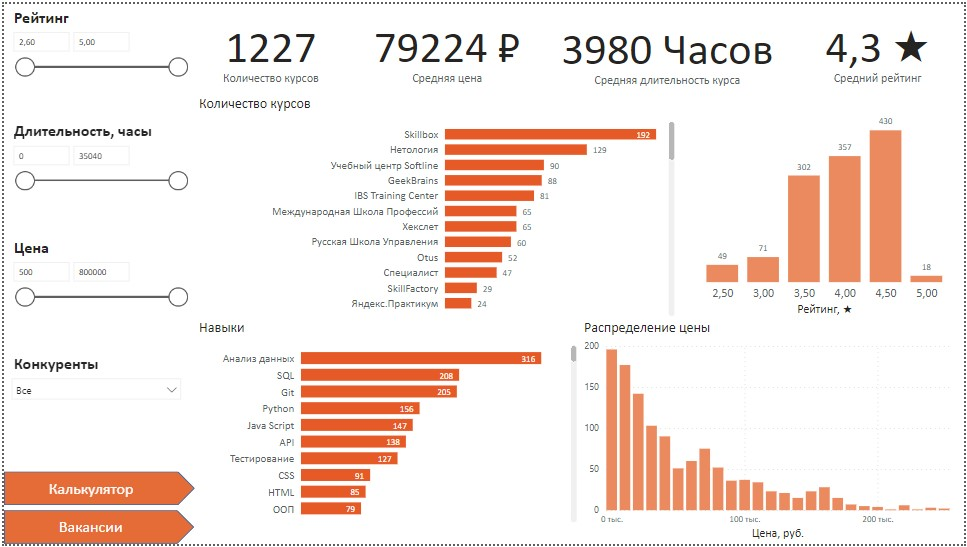 Рейтинг
2,60 5,00
1227
Количество курсов
79224 ₽
Средняя цена
3980 Часов
Средняя длительность курса
4,3 ★
Средний рейтинг
Длительность, часы
0 35040
Цена
500 800000
Конкуренты
Все
Калькулятор
Вакансии
Количество курсов
Skillbox 192
Нетология 129
Учебный центр Softline 90
GeekBrains 88
IBS Training Center 81
Международная Школа Профессий 65
Хекслет 65
Русская Школа Управления 60
Otus 52
Специалист 47
SkillFactory 29
Яндекс.Практикум 24
49 71 302 357 430 18
2,50 3,00 3,50 4,00 4,50 5,00
Рейтинг, ★
Навыки
Анализ данных 316
SQL 208
Git 205
Python 156
Java Script 147
API 138
Тестирование 127
CSS 91
HTML 85
ООП 79
Распределение цены
200
150
100
50
0
0 тыс. 100 тыс. 200 тыс.
Цена, руб.